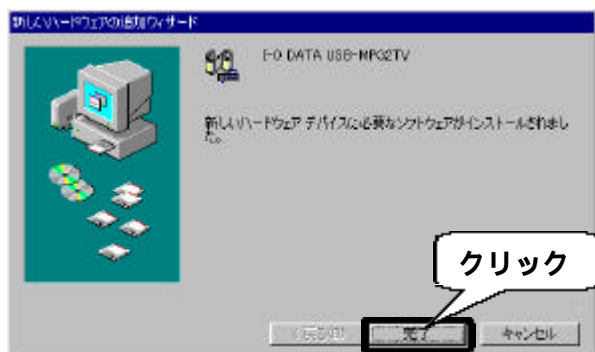 新しいハードウェアの追加ウィザード
I-O DATA USB-MPG2TV
新しいハードウェア デバイスに必要なソフトウェアがインストールされまし
た。
クリック
< 戻る(B)
完了
キャンセル